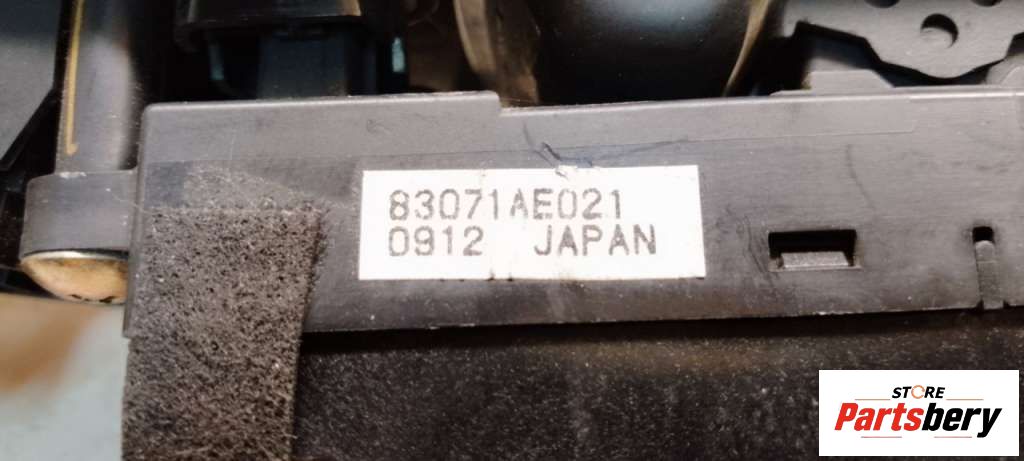 83071AE021
0912 JAPAN
STORE
Partsbery